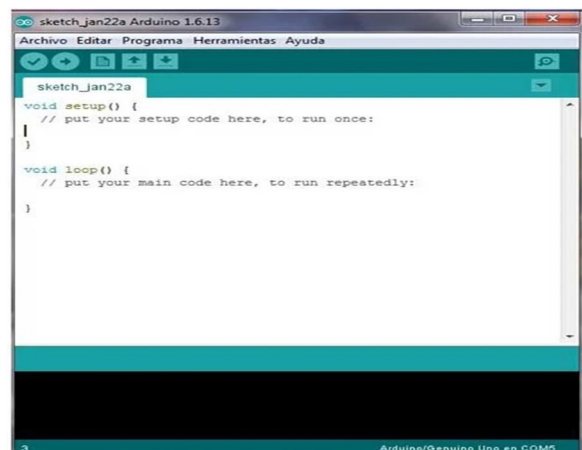 sketch_jan22a Arduino 1.6.13
Archivo Editar Programa Herramientas Ayuda
sketch_jan22a
void setup() {
// put your setup code here, to run once:
}
void loop() {
// put your main code here, to run repeatedly:
}
3
Arduino/Genuino Uno en COM5